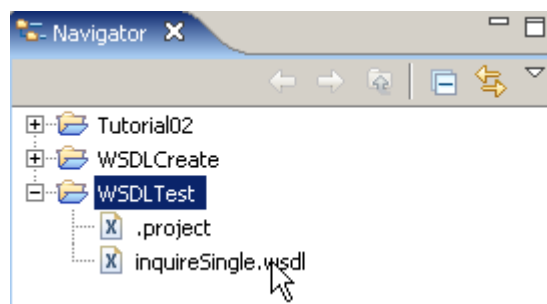 Navigator
Tutorial02
WSDLCreate
WSDLTest
.project
inquireSingle.wsdl